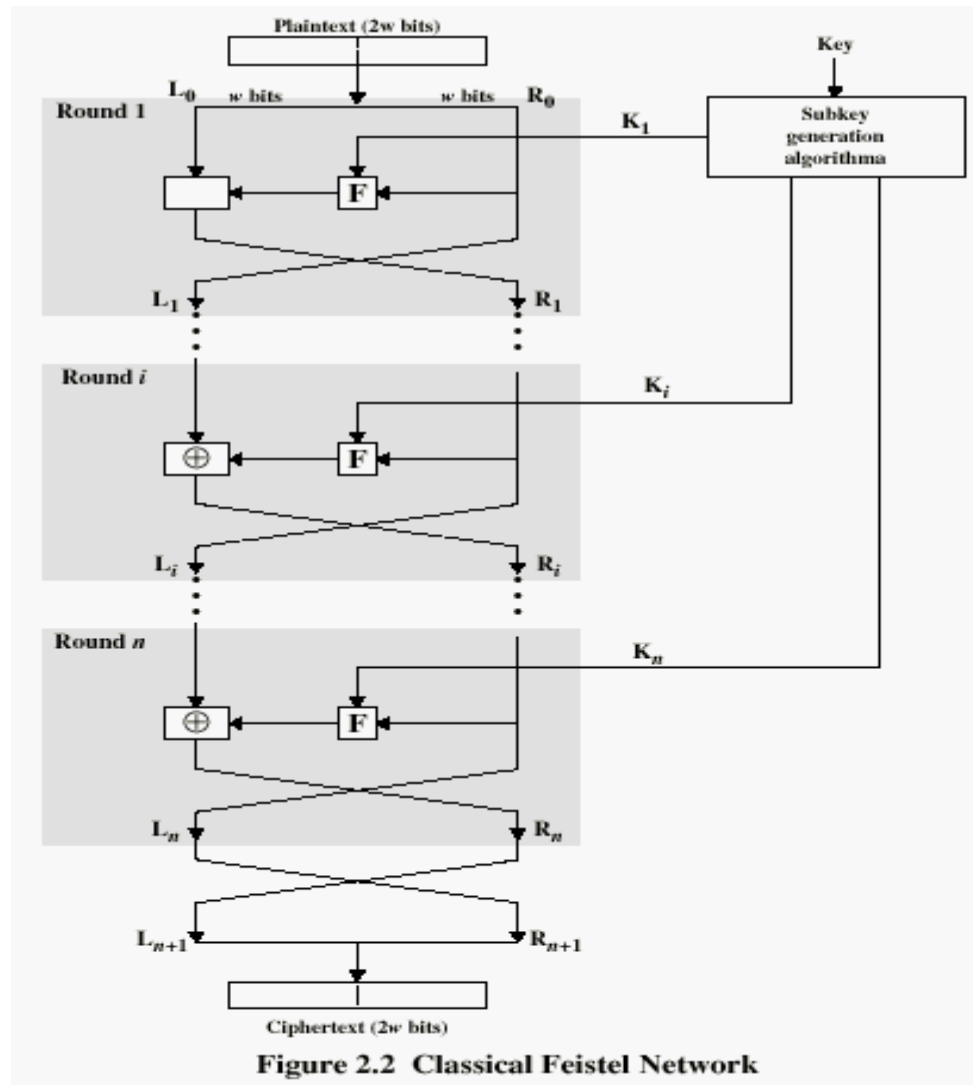 Plaintext (2w bits)
Key
L0 w bits w bits R0
Round 1
K1
Subkey
generation
algorithma
F
L1 R1
Round i
Ki
⊕ F
Li Ri
Round n
Kn
⊕ F
Ln Rn
Ln+1 Rn+1
Ciphertext (2w bits)
Figure 2.2 Classical Feistel Network